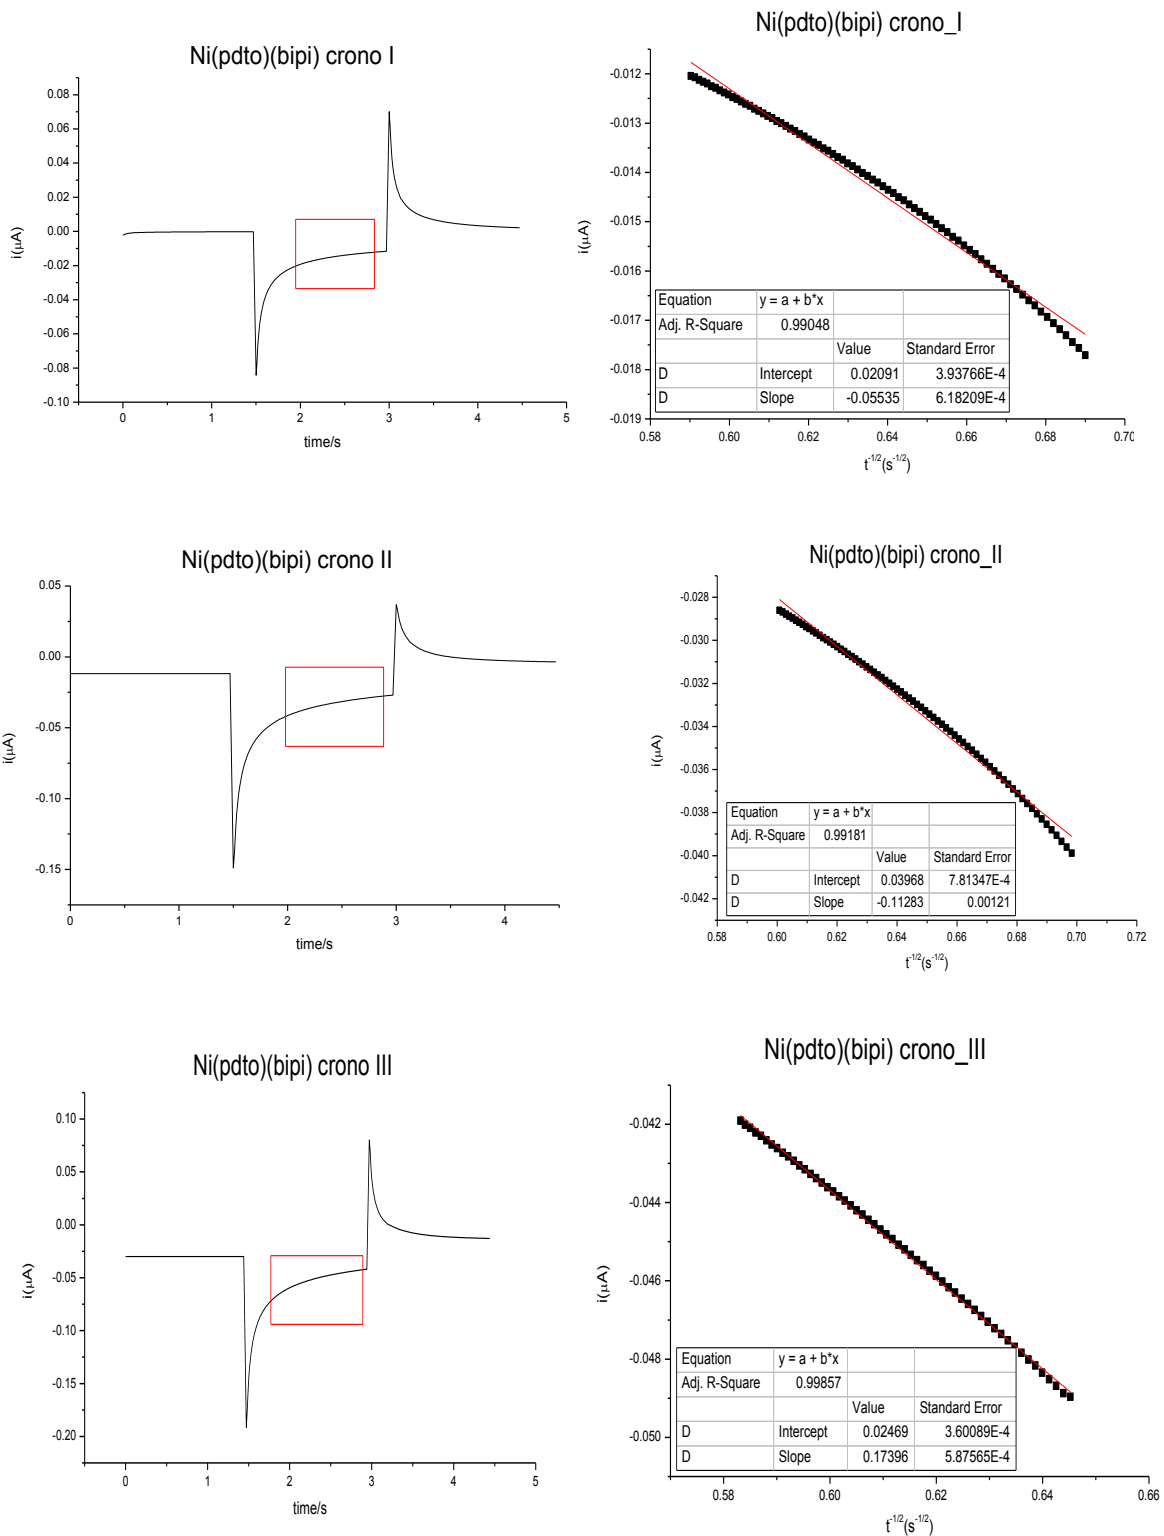 Ni(pdto)(bipi) crono I
i(μA)
0.08
0.06
0.04
0.02
0.00
-0.02
-0.04
-0.06
-0.08
-0.10
0 1 2 3 4 5
time/s
Ni(pdto)(bipi) crono_I
i(μA)
-0.012
-0.013
-0.014
-0.015
-0.016
-0.017
-0.018
-0.019
Equation y = a + b*x
Adj. R-Square 0.99048
Value Standard Error
D Intercept 0.02091 3.93766E-4
D Slope -0.05535 6.18209E-4
0.58 0.60 0.62 0.64 0.66 0.68 0.70
t^-1/2(s^-1/2)
Ni(pdto)(bipi) crono II
i(μA)
0.05
0.00
-0.05
-0.10
-0.15
0 1 2 3 4
time/s
Ni(pdto)(bipi) crono_II
i(μA)
-0.028
-0.030
-0.032
-0.034
-0.036
-0.038
-0.040
-0.042
Equation y = a + b*x
Adj. R-Square 0.99181
Value Standard Error
D Intercept 0.03968 7.81347E-4
D Slope -0.11283 0.00121
0.58 0.60 0.62 0.64 0.66 0.68 0.70 0.72
t^-1/2(s^-1/2)
Ni(pdto)(bipi) crono III
i(μA)
0.10
0.05
0.00
-0.05
-0.10
-0.15
-0.20
0 1 2 3 4 5
time/s
Ni(pdto)(bipi) crono_III
i(μA)
-0.042
-0.044
-0.046
-0.048
-0.050
Equation y = a + b*x
Adj. R-Square 0.99857
Value Standard Error
D Intercept 0.02469 3.60089E-4
D Slope 0.17396 5.87565E-4
0.58 0.60 0.62 0.64 0.66
t^-1/2(s^-1/2)